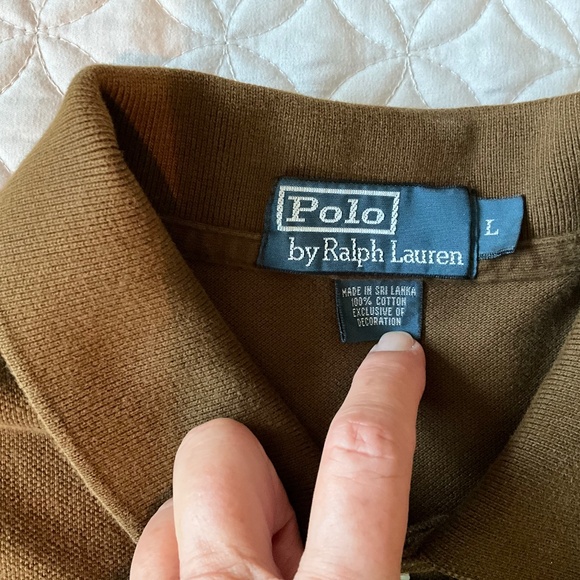 Polo
by Ralph Lauren
L
MADE IN SRI LANKA
100% COTTON
EXCLUSIVE OF
DECORATION